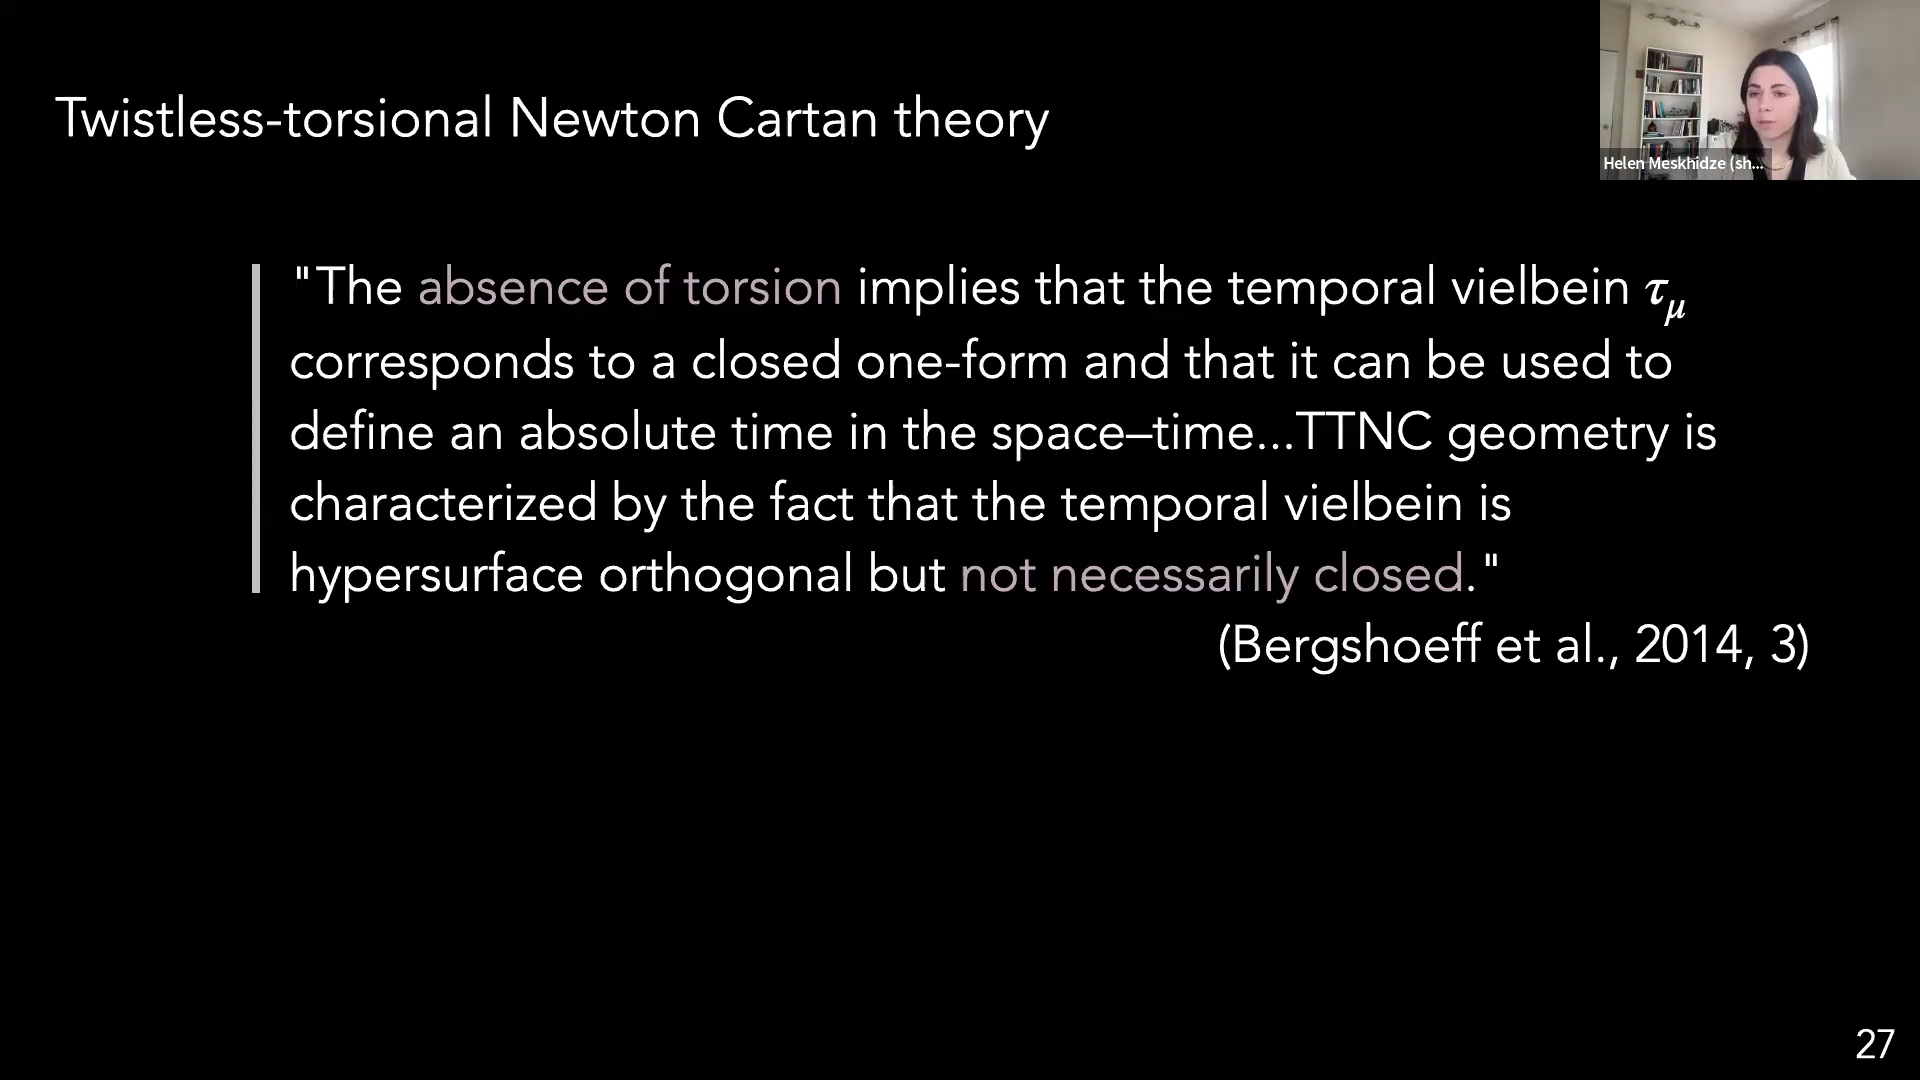 Twistless-torsional Newton Cartan theory
Helen Meskhidze (sh...
"The absence of torsion implies that the temporal vielbein τμ
corresponds to a closed one-form and that it can be used to
define an absolute time in the space–time...TTNC geometry is
characterized by the fact that the temporal vielbein is
hypersurface orthogonal but not necessarily closed."
(Bergshoeff et al., 2014, 3)
27